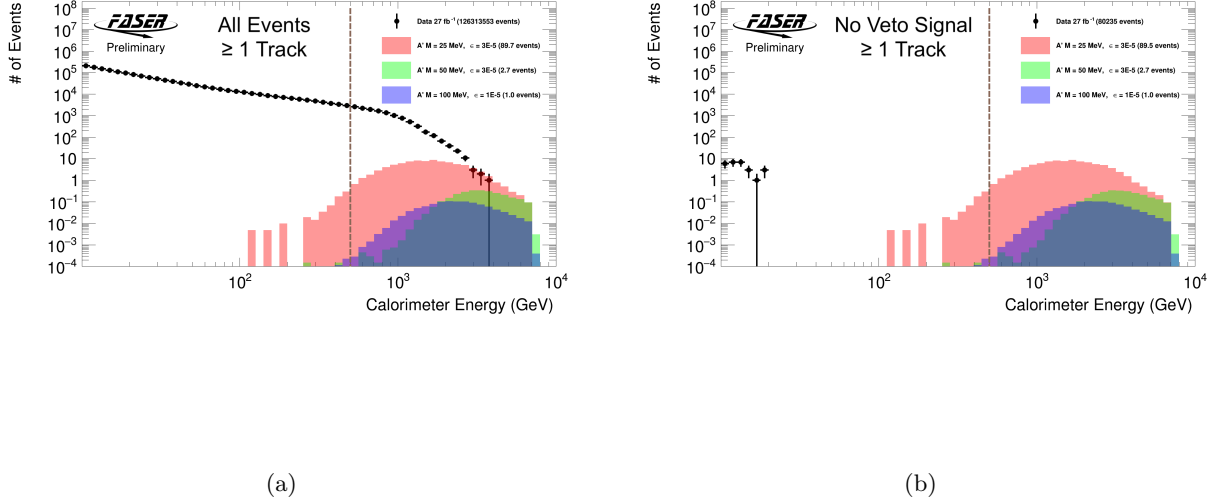 # of Events
10⁸
10⁷
10⁶
10⁵
10⁴
10³
10²
10
1
10⁻¹
10⁻²
10⁻³
10⁻⁴
FASER
Preliminary
All Events
≥ 1 Track
Data 27 fb⁻¹ (126313553 events)
A' M = 25 MeV, ε = 3E-5 (89.7 events)
A' M = 50 MeV, ε = 3E-5 (2.7 events)
A' M = 100 MeV, ε = 1E-5 (1.0 events)
10² 10³ 10⁴
Calorimeter Energy (GeV)
(a)
# of Events
10⁸
10⁷
10⁶
10⁵
10⁴
10³
10²
10
1
10⁻¹
10⁻²
10⁻³
10⁻⁴
FASER
Preliminary
No Veto Signal
≥ 1 Track
Data 27 fb⁻¹ (80235 events)
A' M = 25 MeV, ε = 3E-5 (89.5 events)
A' M = 50 MeV, ε = 3E-5 (2.7 events)
A' M = 100 MeV, ε = 1E-5 (1.0 events)
10² 10³ 10⁴
Calorimeter Energy (GeV)
(b)